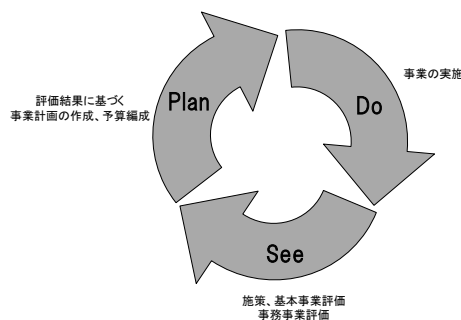 評価結果に基づく
事業計画の作成、予算編成
Plan
事業の実施
Do
See
施策、基本事業評価
事務事業評価